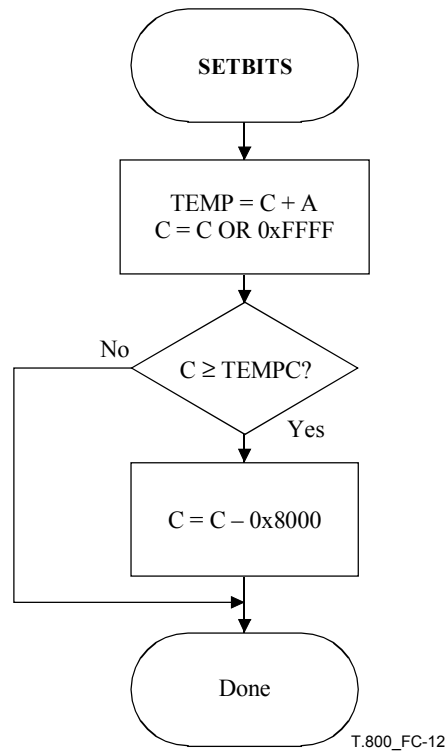 SETBITS
TEMP = C + A
C = C OR 0xFFFF
C ≥ TEMPC?
No
Yes
C = C – 0x8000
Done
T.800_FC-12